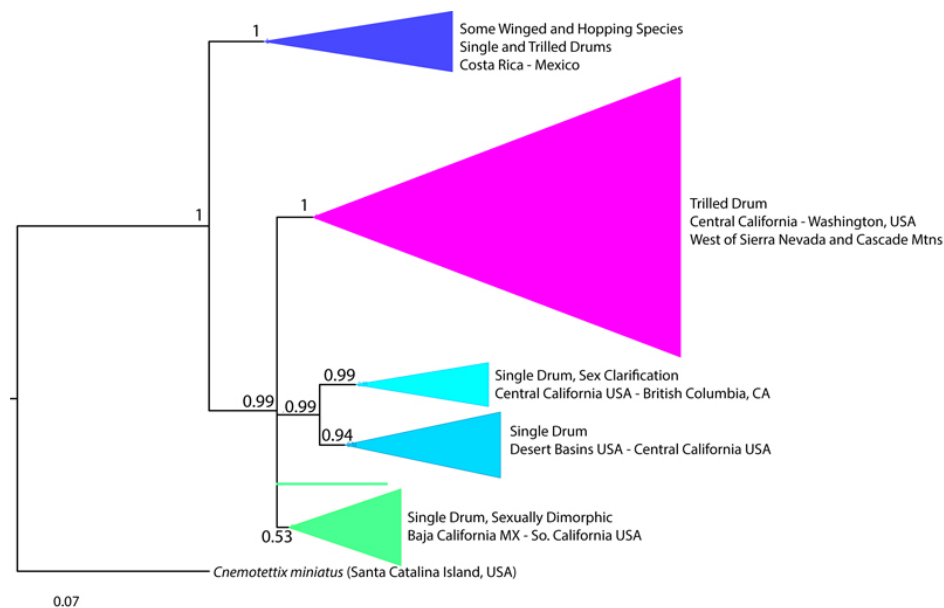 1
Some Winged and Hopping Species
Single and Trilled Drums
Costa Rica - Mexico
1
1
Trilled Drum
Central California - Washington, USA
West of Sierra Nevada and Cascade Mtns
0.99
0.99
0.99
Single Drum, Sex Clarification
Central California USA - British Columbia, CA
0.94
Single Drum
Desert Basins USA - Central California USA
0.53
Single Drum, Sexually Dimorphic
Baja California MX - So. California USA
Cnemotettix miniatus (Santa Catalina Island, USA)
0.07